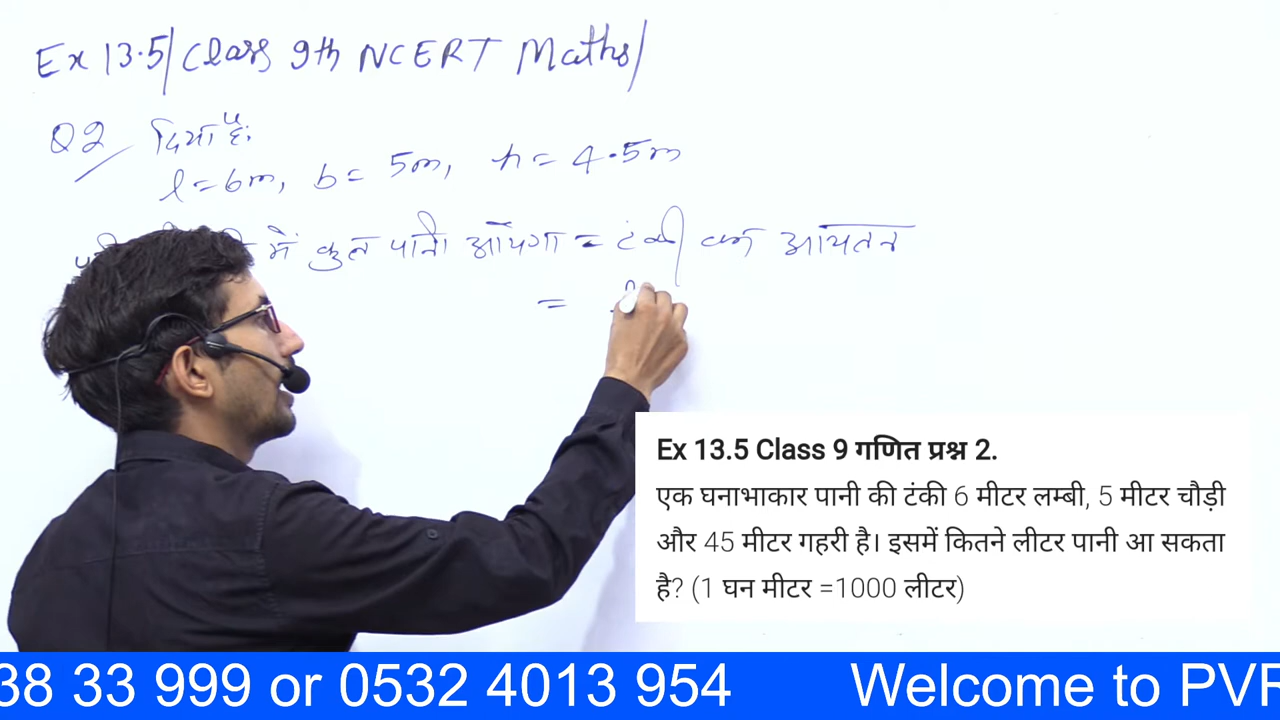 Ex 13.5/Class 9th NCERT Maths/
Q2 दिया है:
l = 6m, b = 5m, h = 4.5m
में कुल पानी आयेगा = टंकी का आयतन
=
Ex 13.5 Class 9 गणित प्रश्न 2.
एक घनाभाकार पानी की टंकी 6 मीटर लम्बी, 5 मीटर चौड़ी
और 45 मीटर गहरी है। इसमें कितने लीटर पानी आ सकता
है? (1 घन मीटर =1000 लीटर)
38 33 999 or 0532 4013 954 Welcome to PVR